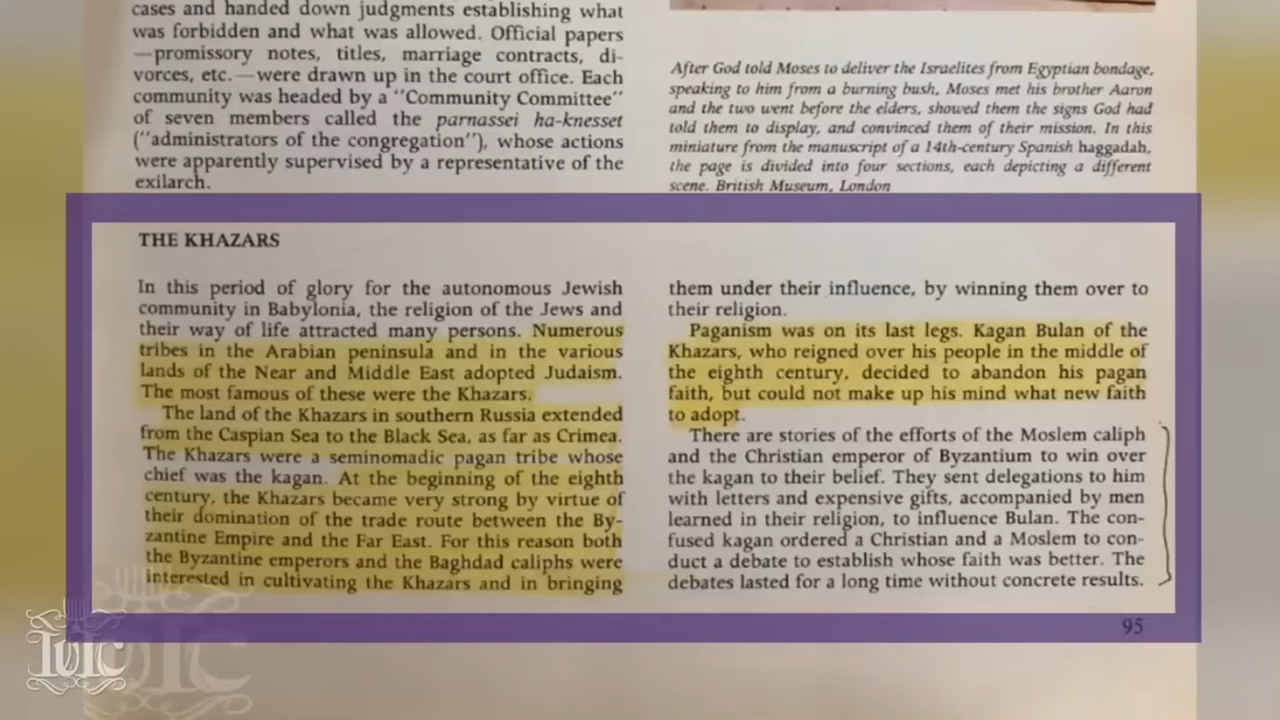 cases and handed down judgments establishing what
was forbidden and what was allowed. Official papers
—promissory notes, titles, marriage contracts, di-
vorces, etc.—were drawn up in the court office. Each
community was headed by a "Community Committee"
of seven members called the parnassei ha-knesset
("administrators of the congregation"), whose actions
were apparently supervised by a representative of the
exilarch.
After God told Moses to deliver the Israelites from Egyptian bondage,
speaking to him from a burning bush, Moses met his brother Aaron
and the two went before the elders, showed them the signs God had
told them to display, and convinced them of their mission. In this
miniature from the manuscript of a 14th-century Spanish haggadah,
the page is divided into four sections, each depicting a different
scene. British Museum, London
THE KHAZARS
In this period of glory for the autonomous Jewish
community in Babylonia, the religion of the Jews and
their way of life attracted many persons. Numerous
tribes in the Arabian peninsula and in the various
lands of the Near and Middle East adopted Judaism.
The most famous of these were the Khazars.
The land of the Khazars in southern Russia extended
from the Caspian Sea to the Black Sea, as far as Crimea.
The Khazars were a seminomadic pagan tribe whose
chief was the kagan. At the beginning of the eighth
century, the Khazars became very strong by virtue of
their domination of the trade route between the By-
zantine Empire and the Far East. For this reason both
the Byzantine emperors and the Baghdad caliphs were
interested in cultivating the Khazars and in bringing
them under their influence, by winning them over to
their religion.
Paganism was on its last legs. Kagan Bulan of the
Khazars, who reigned over his people in the middle of
the eighth century, decided to abandon his pagan
faith, but could not make up his mind what new faith
to adopt.
There are stories of the efforts of the Moslem caliph
and the Christian emperor of Byzantium to win over
the kagan to their belief. They sent delegations to him
with letters and expensive gifts, accompanied by men
learned in their religion, to influence Bulan. The con-
fused kagan ordered a Christian and a Moslem to con-
duct a debate to establish whose faith was better. The
debates lasted for a long time without concrete results.
95
IUIC